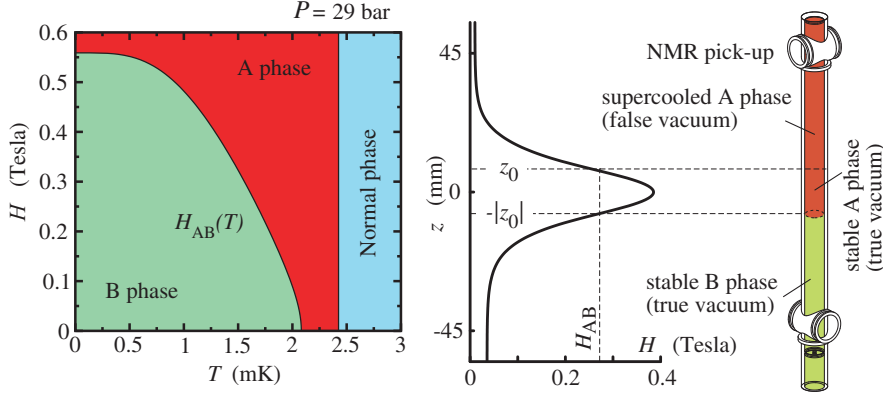 P = 29 bar
0.6
0.5
0.4
0.3
0.2
0.1
0
H (Tesla)
A phase
Normal phase
H_AB(T)
B phase
0 0.5 1 1.5 2 2.5 3
T (mK)
45
0
-45
z (mm)
z_0
-|z_0|
H_AB
H (Tesla)
0 0.2 0.4
NMR pick-up
supercooled A phase
(false vacuum)
stable A phase
(true vacuum)
stable B phase
(true vacuum)